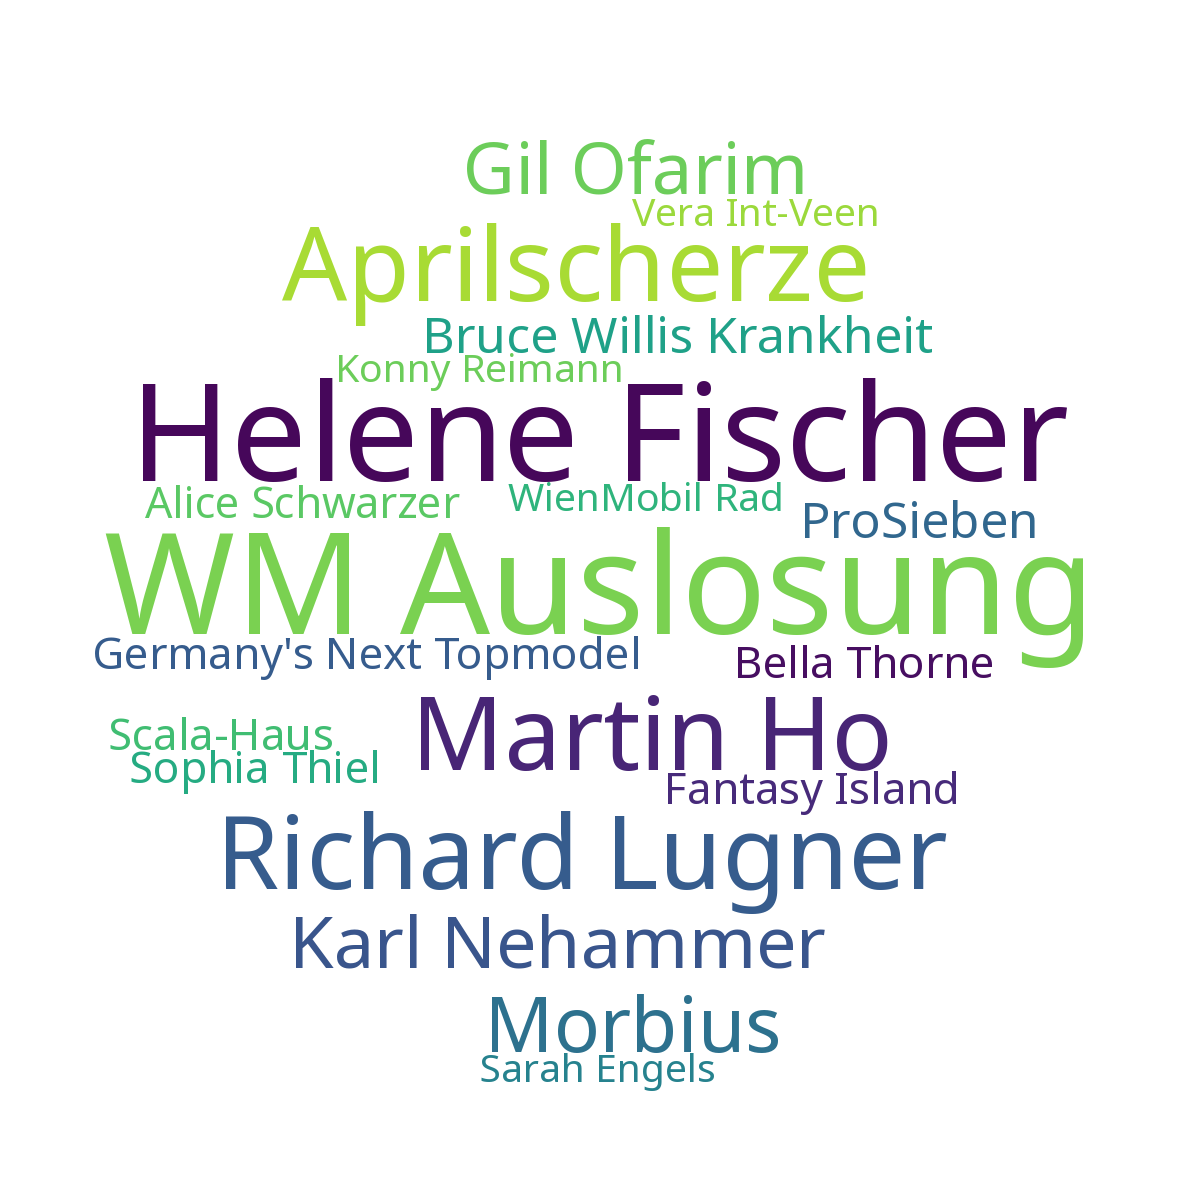 Gil Ofarim
Vera Int-Veen
Aprilscherze
Bruce Willis Krankheit
Konny Reimann
Helene Fischer
Alice Schwarzer
WienMobil Rad
ProSieben
WM Auslosung
Germany's Next Topmodel
Bella Thorne
Martin Ho
Scala-Haus
Sophia Thiel
Fantasy Island
Richard Lugner
Karl Nehammer
Morbius
Sarah Engels